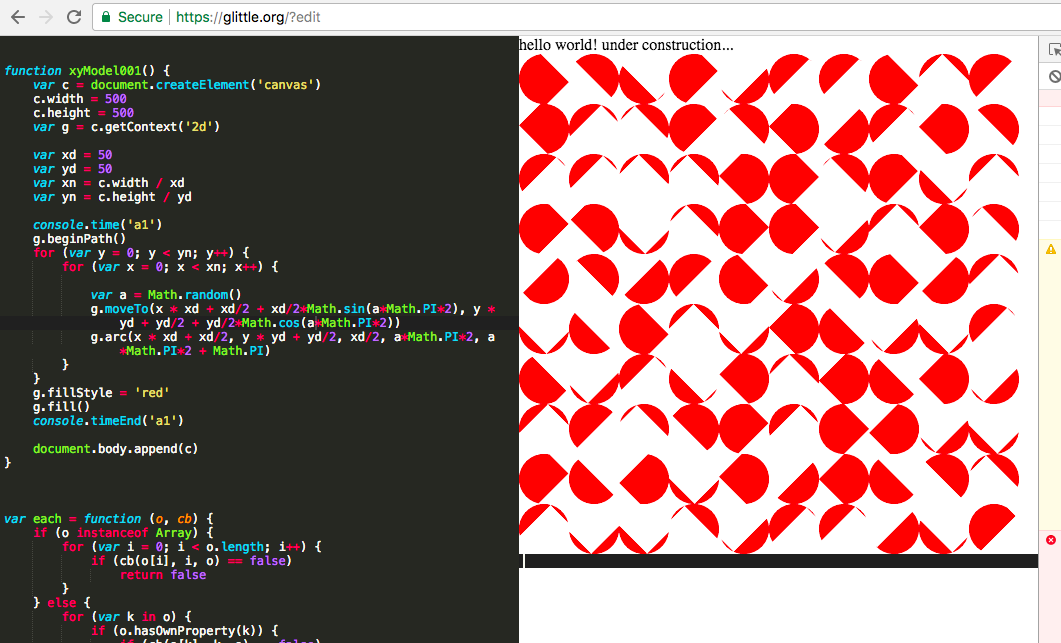 Secure | https://glittle.org/?edit
hello world! under construction...
function xyModel001() {
var c = document.createElement('canvas')
c.width = 500
c.height = 500
var g = c.getContext('2d')
var xd = 50
var yd = 50
var xn = c.width / xd
var yn = c.height / yd
console.time('a1')
g.beginPath()
for (var y = 0; y < yn; y++) {
for (var x = 0; x < xn; x++) {
var a = Math.random()
g.moveTo(x * xd + xd/2 + xd/2*Math.sin(a*Math.PI*2), y *
yd + yd/2 + yd/2*Math.cos(a*Math.PI*2))
g.arc(x * xd + xd/2, y * yd + yd/2, xd/2, a*Math.PI*2, a
*Math.PI*2 + Math.PI)
}
}
g.fillStyle = 'red'
g.fill()
console.timeEnd('a1')
document.body.append(c)
}
var each = function (o, cb) {
if (o instanceof Array) {
for (var i = 0; i < o.length; i++) {
if (cb(o[i], i, o) == false)
return false
}
} else {
for (var k in o) {
if (o.hasOwnProperty(k)) {